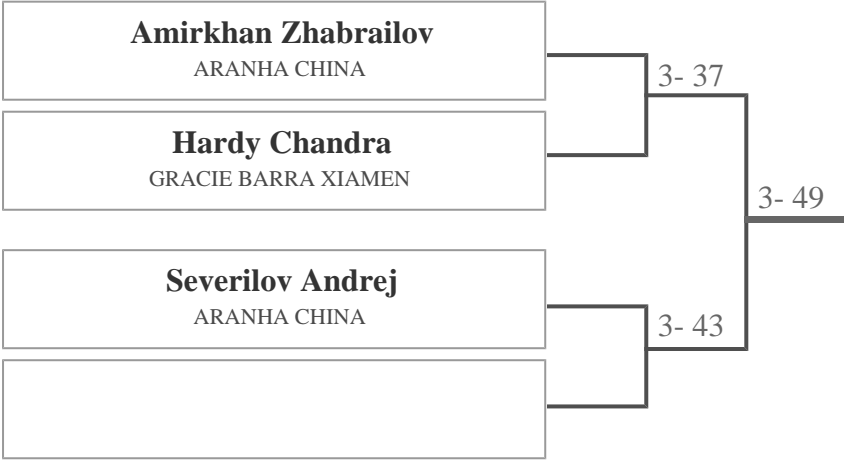 Amirkhan Zhabrailov
ARANHA CHINA
3- 37
Hardy Chandra
GRACIE BARRA XIAMEN
3- 49
Severilov Andrej
ARANHA CHINA
3- 43